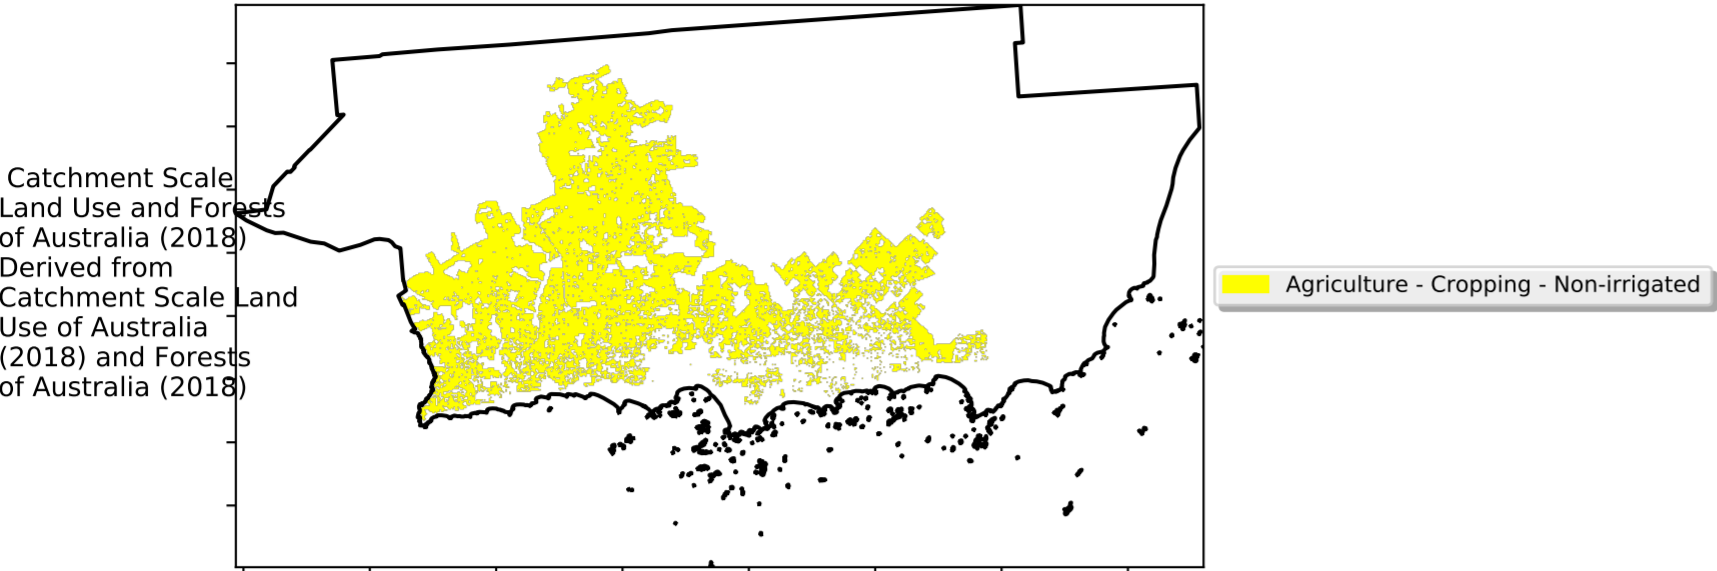 Catchment Scale
Land Use and Forests
of Australia (2018)
Derived from
Catchment Scale Land
Use of Australia
(2018) and Forests
of Australia (2018)
Agriculture - Cropping - Non-irrigated